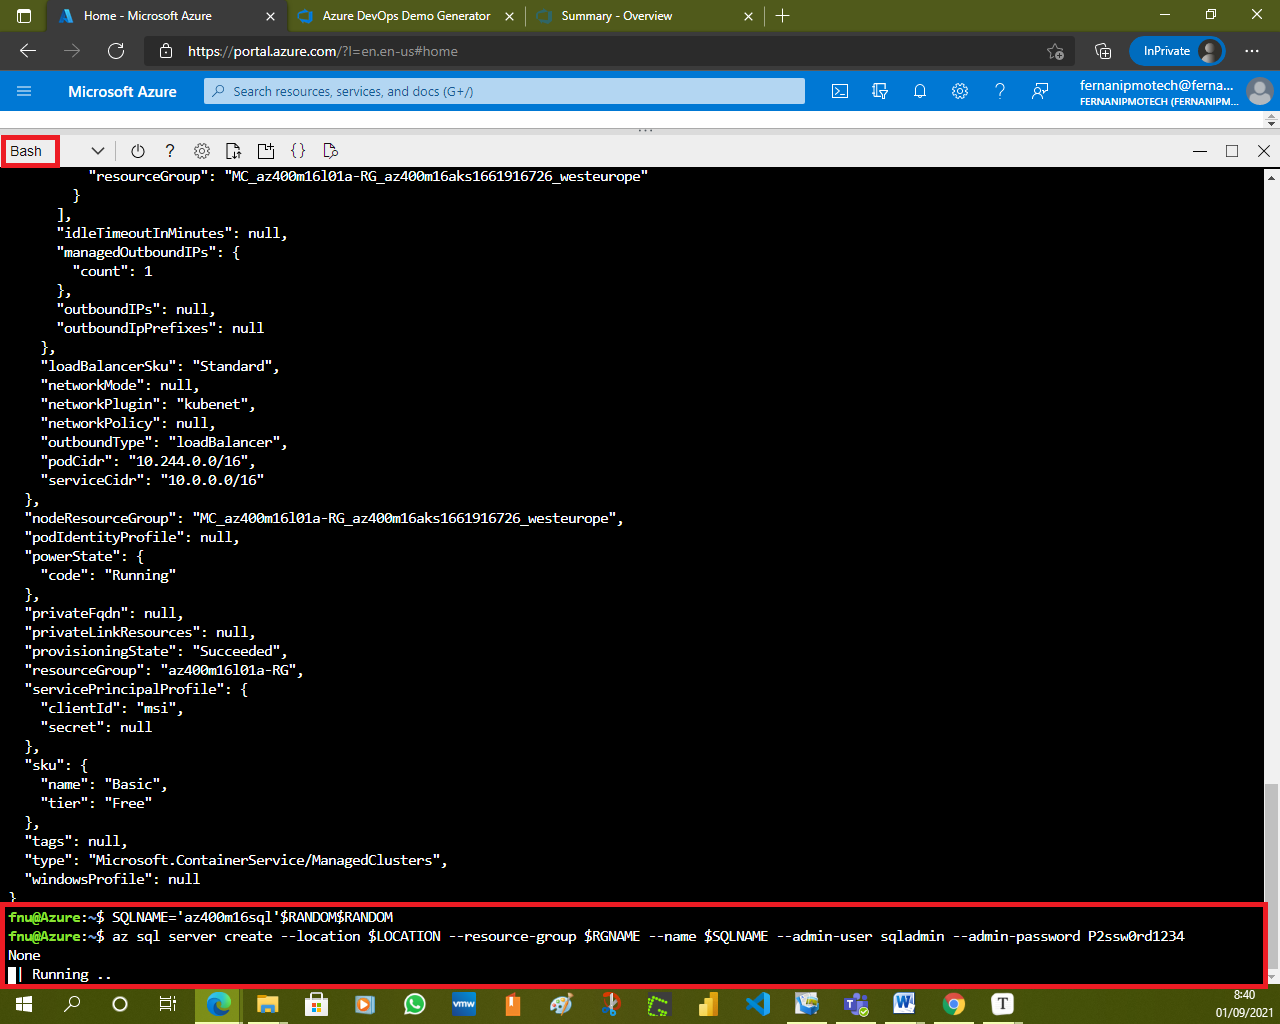 Home - Microsoft Azure
Azure DevOps Demo Generator
Summary - Overview
https://portal.azure.com/?l=en.en-us#home
InPrivate
Microsoft Azure
Search resources, services, and docs (G+/)
fernanipmotech@ferna...
FERNANIPMOTECH (FERNANIPM...
Bash
"resourceGroup": "MC_az400m16l01a-RG_az400m16aks1661916726_westeurope"
}
],
"idleTimeoutInMinutes": null,
"managedOutboundIPs": {
"count": 1
},
"outboundIPs": null,
"outboundIpPrefixes": null
},
"loadBalancerSku": "Standard",
"networkMode": null,
"networkPlugin": "kubenet",
"networkPolicy": null,
"outboundType": "loadBalancer",
"podCidr": "10.244.0.0/16",
"serviceCidr": "10.0.0.0/16"
},
"nodeResourceGroup": "MC_az400m16l01a-RG_az400m16aks1661916726_westeurope",
"podIdentityProfile": null,
"powerState": {
"code": "Running"
},
"privateFqdn": null,
"privateLinkResources": null,
"provisioningState": "Succeeded",
"resourceGroup": "az400m16l01a-RG",
"servicePrincipalProfile": {
"clientId": "msi",
"secret": null
},
"sku": {
"name": "Basic",
"tier": "Free"
},
"tags": null,
"type": "Microsoft.ContainerService/ManagedClusters",
"windowsProfile": null
}
fnu@Azure:~$ SQLNAME='az400m16sql'$RANDOM$RANDOM
fnu@Azure:~$ az sql server create --location $LOCATION --resource-group $RGNAME --name $SQLNAME --admin-user sqladmin --admin-password P2ssw0rd1234
None
| Running ..
vmw
W
T
8:40
01/09/2021